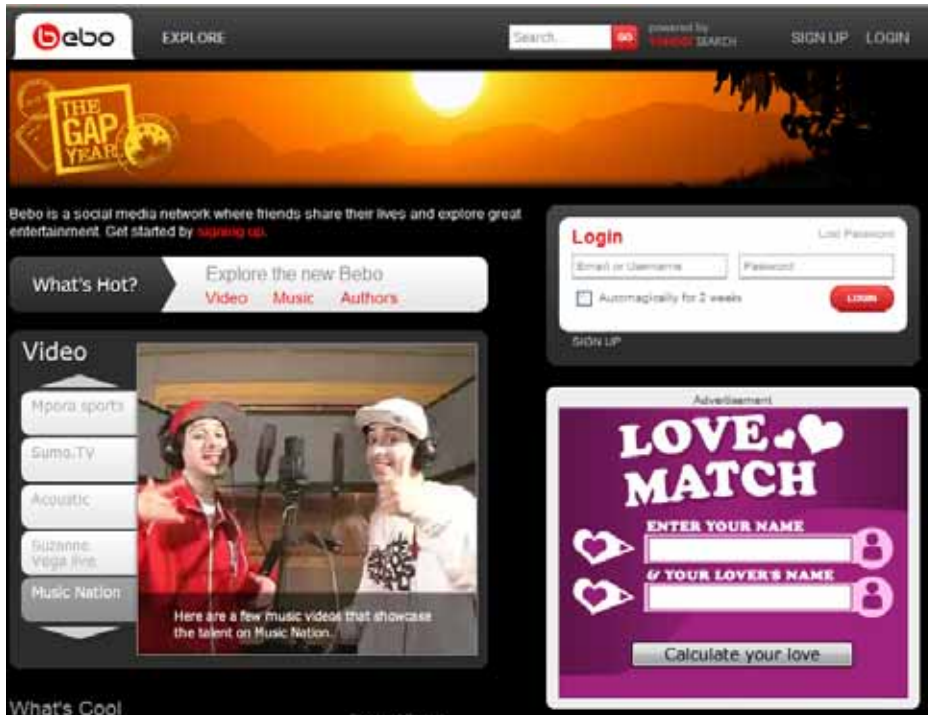 bebo
EXPLORE
Search...
GO
powered by
YAHOO! SEARCH
SIGN UP
LOGIN
THE
GAP
YEAR
Bebo is a social media network where friends share their lives and explore great
entertainment. Get started by signing up.
Login
Lost Password
Email or Username
Password
Automagically for 2 weeks
LOGIN
SIGN UP
What's Hot?
Explore the new Bebo
Video Music Authors
Video
Mpora sports
Sumo.TV
Acoustic
Suzanne
Vega live
Music Nation
Here are a few music videos that showcase
the talent on Music Nation.
Advertisement
LOVE
MATCH
ENTER YOUR NAME
& YOUR LOVER'S NAME
Calculate your love
What's Cool